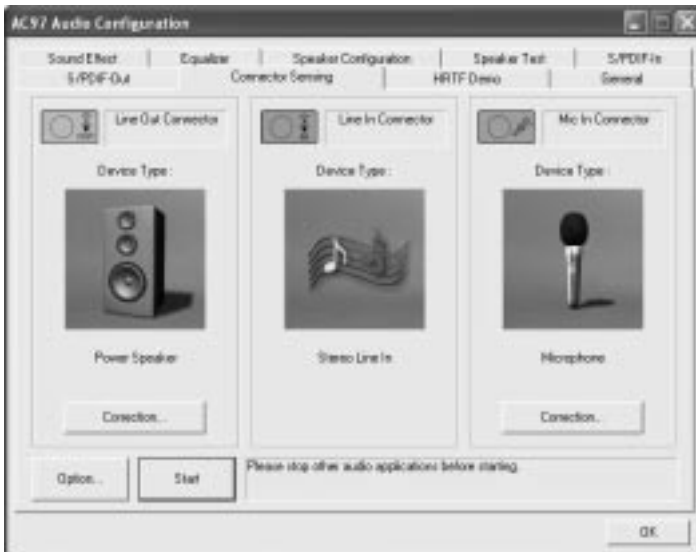 AC97 Audio Configuration
Sound Effect
Equalizer
Speaker Configuration
Speaker Test
S/PDIF-In
S/PDIF-Out
Connector Sensing
HRTF Demo
General
Line Out Connector
Line In Connector
Mic In Connector
Device Type :
Device Type :
Device Type :
Power Speaker
Stereo Line In
Microphone
Correction...
Correction...
Option...
Start
Please stop other audio applications before starting.
OK